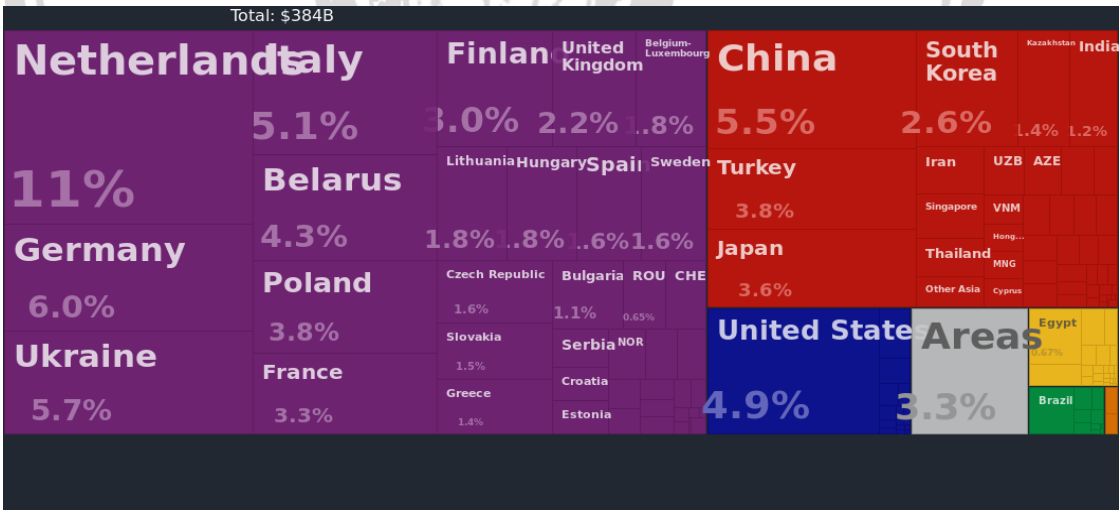 Total: $384B
Netherlands
11%
Germany
6.0%
Ukraine
5.7%
Italy
5.1%
Belarus
4.3%
Poland
3.8%
France
3.3%
Finland
3.0%
United
Kingdom
2.2%
Belgium-
Luxembourg
1.8%
Lithuania
1.8%
Hungary
1.8%
Spain
1.6%
Sweden
1.6%
Czech Republic
1.6%
Slovakia
1.5%
Greece
1.4%
Bulgaria
1.1%
ROU
0.65%
CHE
Serbia
NOR
Croatia
Estonia
China
5.5%
Turkey
3.8%
Japan
3.6%
South
Korea
2.6%
Kazakhstan
1.4%
India
1.2%
Iran
Singapore
Thailand
Other Asia
UZB
AZE
VNM
Hong...
MNG
Cyprus
United States
4.9%
Areas
3.3%
Egypt
0.67%
Brazil